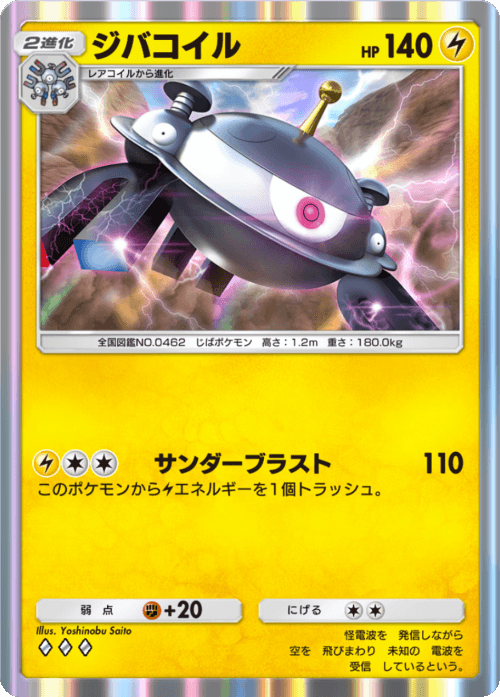 2進化
ジバコイル
HP 140
レアコイルから進化
全国図鑑NO.0462 じばポケモン 高さ：1.2m 重さ：180.0kg
サンダーブラスト 110
このポケモンからエネルギーを1個トラッシュ。
弱点 +20
にげる
Illus. Yoshinobu Saito
怪電波を 発信しながら
空を 飛びまわり 未知の 電波を
受信 しているという。